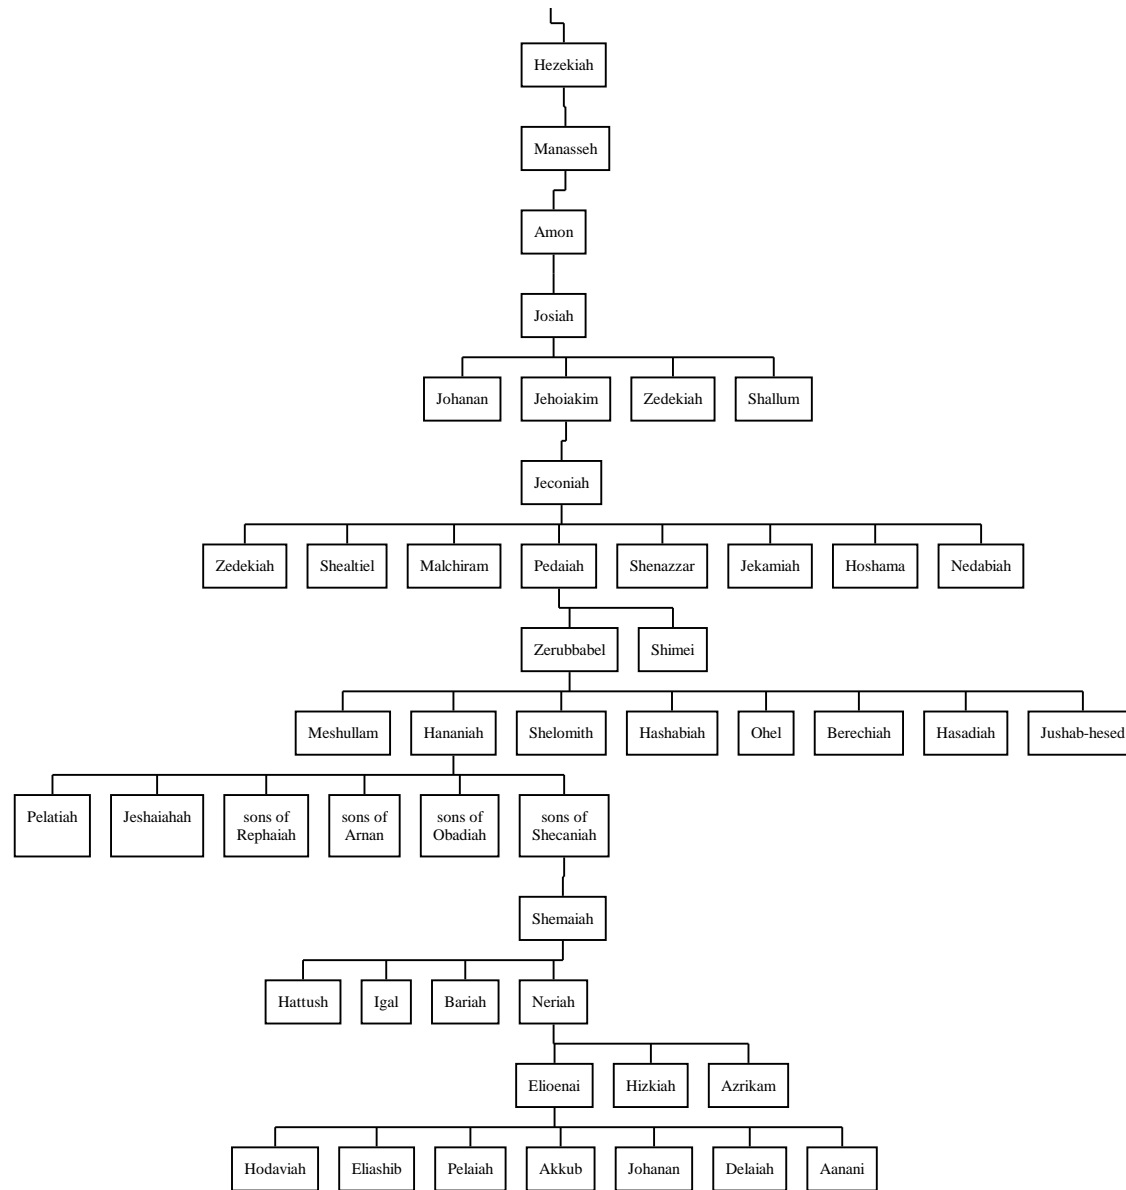 Hezekiah
Manasseh
Amon
Josiah
Johanan
Jehoiakim
Zedekiah
Shallum
Jeconiah
Zedekiah
Shealtiel
Malchiram
Pedaiah
Shenazzar
Jekamiah
Hoshama
Nedabiah
Zerubbabel
Shimei
Meshullam
Hananiah
Shelomith
Hashabiah
Ohel
Berechiah
Hasadiah
Jushab-hesed
Pelatiah
Jeshaiahah
sons of
Rephaiah
sons of
Arnan
sons of
Obadiah
sons of
Shecaniah
Shemaiah
Hattush
Igal
Bariah
Neriah
Elioenai
Hizkiah
Azrikam
Hodaviah
Eliashib
Pelaiah
Akkub
Johanan
Delaiah
Aanani